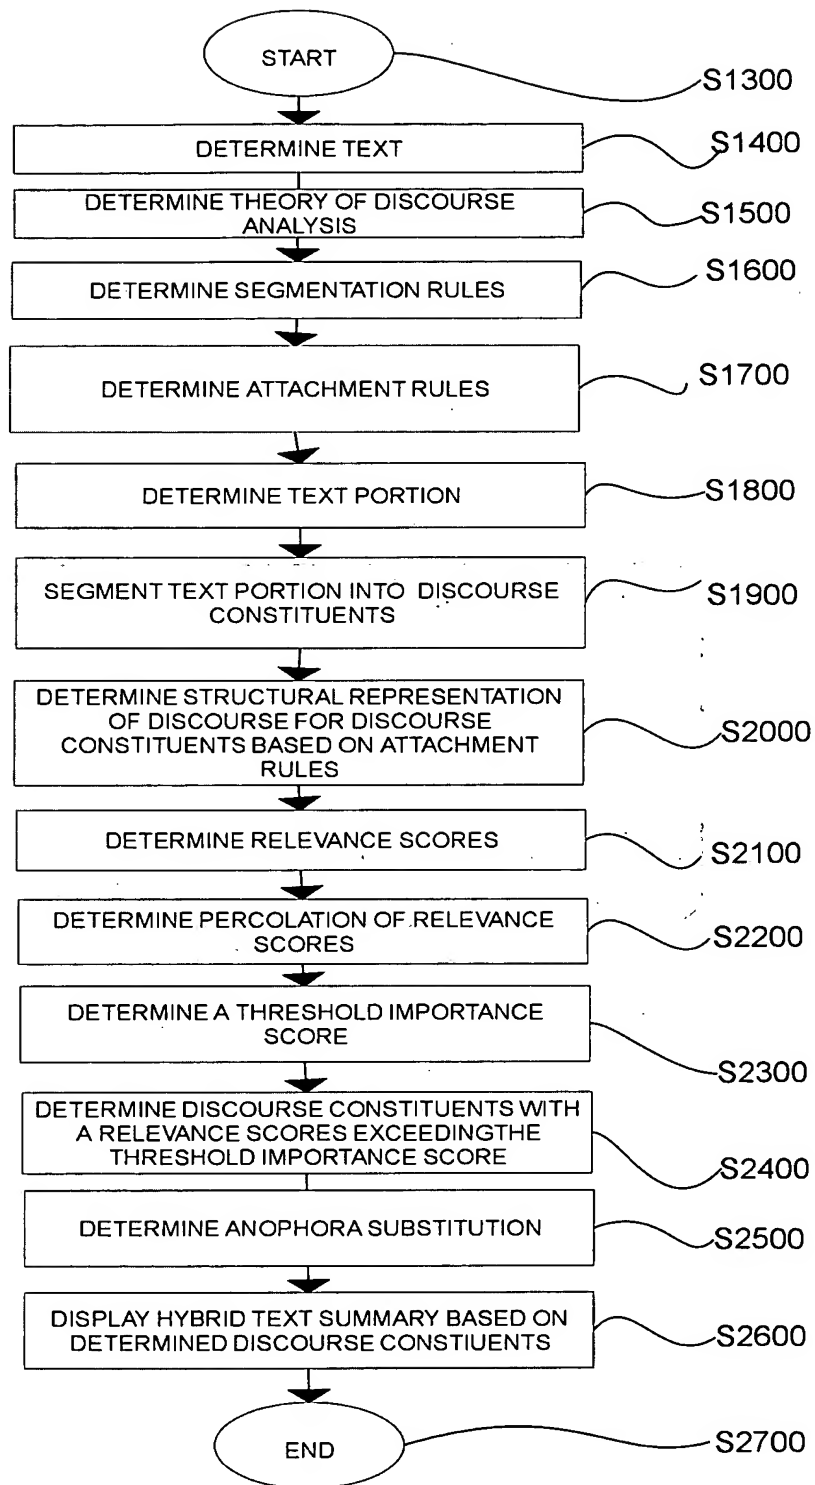 START
S1300
DETERMINE TEXT
S1400
DETERMINE THEORY OF DISCOURSE
ANALYSIS
S1500
DETERMINE SEGMENTATION RULES
S1600
DETERMINE ATTACHMENT RULES
S1700
DETERMINE TEXT PORTION
S1800
SEGMENT TEXT PORTION INTO DISCOURSE
CONSTITUENTS
S1900
DETERMINE STRUCTURAL REPRESENTATION
OF DISCOURSE FOR DISCOURSE
CONSTITUENTS BASED ON ATTACHMENT
RULES
S2000
DETERMINE RELEVANCE SCORES
S2100
DETERMINE PERCOLATION OF RELEVANCE
SCORES
S2200
DETERMINE A THRESHOLD IMPORTANCE
SCORE
S2300
DETERMINE DISCOURSE CONSTITUENTS WITH
A RELEVANCE SCORES EXCEEDINGTHE
THRESHOLD IMPORTANCE SCORE
S2400
DETERMINE ANOPHORA SUBSTITUTION
S2500
DISPLAY HYBRID TEXT SUMMARY BASED ON
DETERMINED DISCOURSE CONSTIUENTS
S2600
END
S2700